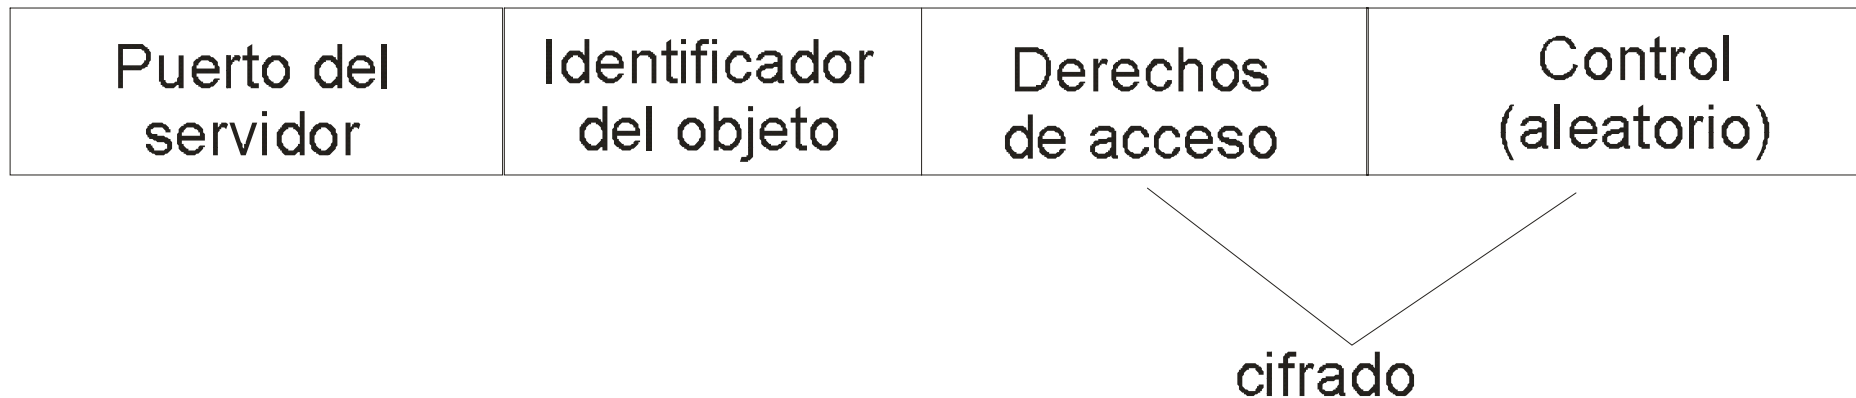 Puerto del
servidor
Identificador
del objeto
Derechos
de acceso
Control
(aleatorio)
cifrado